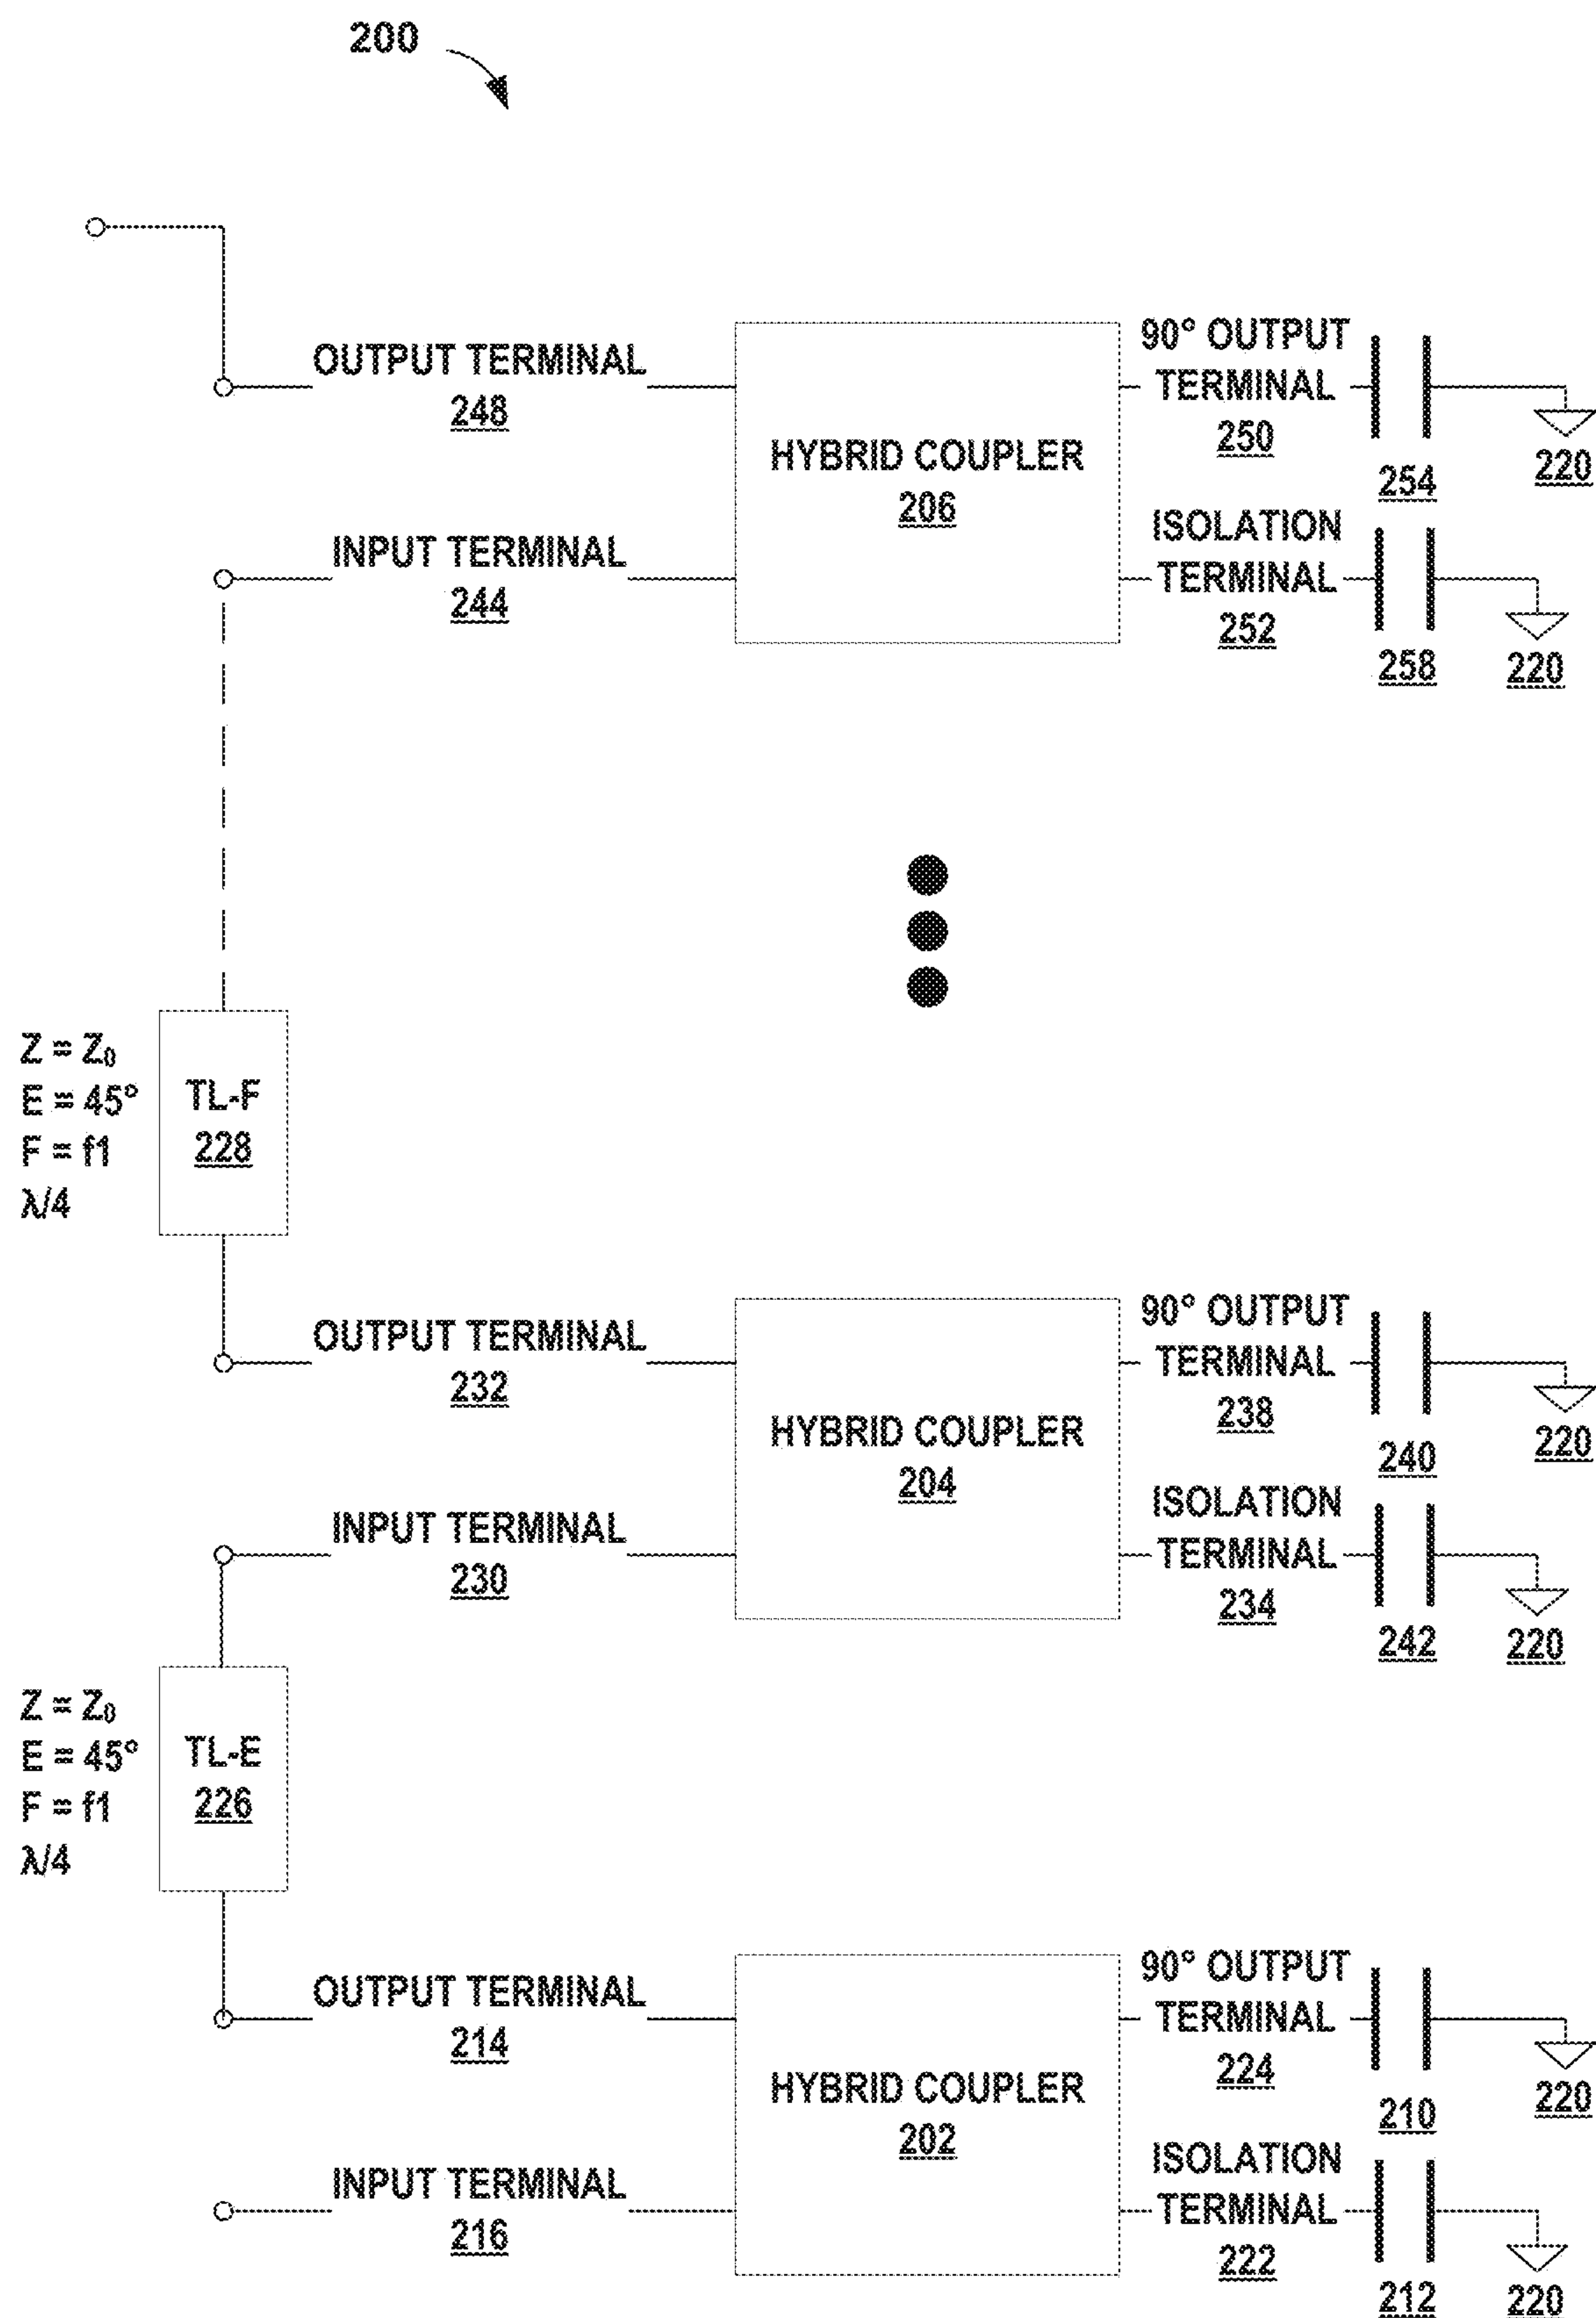 200
OUTPUT TERMINAL
248
HYBRID COUPLER
206
90° OUTPUT
TERMINAL
250
254
220
INPUT TERMINAL
244
ISOLATION
TERMINAL
252
258
220
Z = Z₀
E = 45°
F = f1
λ/4
TL-F
228
OUTPUT TERMINAL
232
HYBRID COUPLER
204
90° OUTPUT
TERMINAL
238
240
220
INPUT TERMINAL
230
ISOLATION
TERMINAL
234
242
220
Z = Z₀
E = 45°
F = f1
λ/4
TL-E
226
OUTPUT TERMINAL
214
HYBRID COUPLER
202
90° OUTPUT
TERMINAL
224
210
220
INPUT TERMINAL
216
ISOLATION
TERMINAL
222
212
220